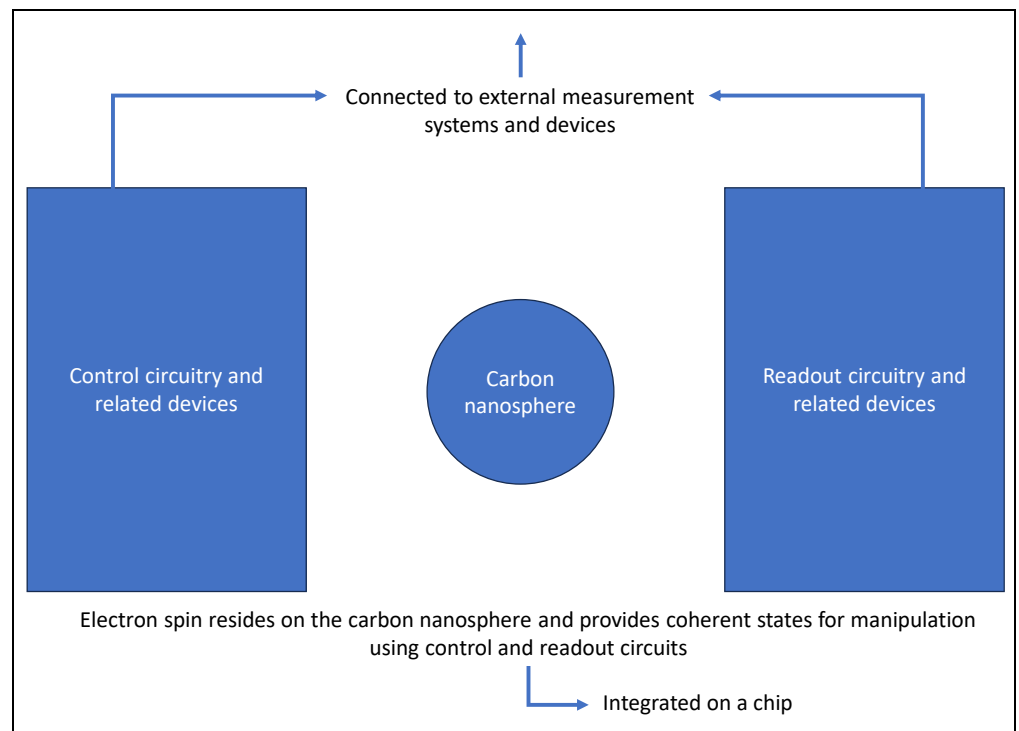 Connected to external measurement
systems and devices
Control circuitry and
related devices
Carbon
nanosphere
Readout circuitry and
related devices
Electron spin resides on the carbon nanosphere and provides coherent states for manipulation
using control and readout circuits
Integrated on a chip